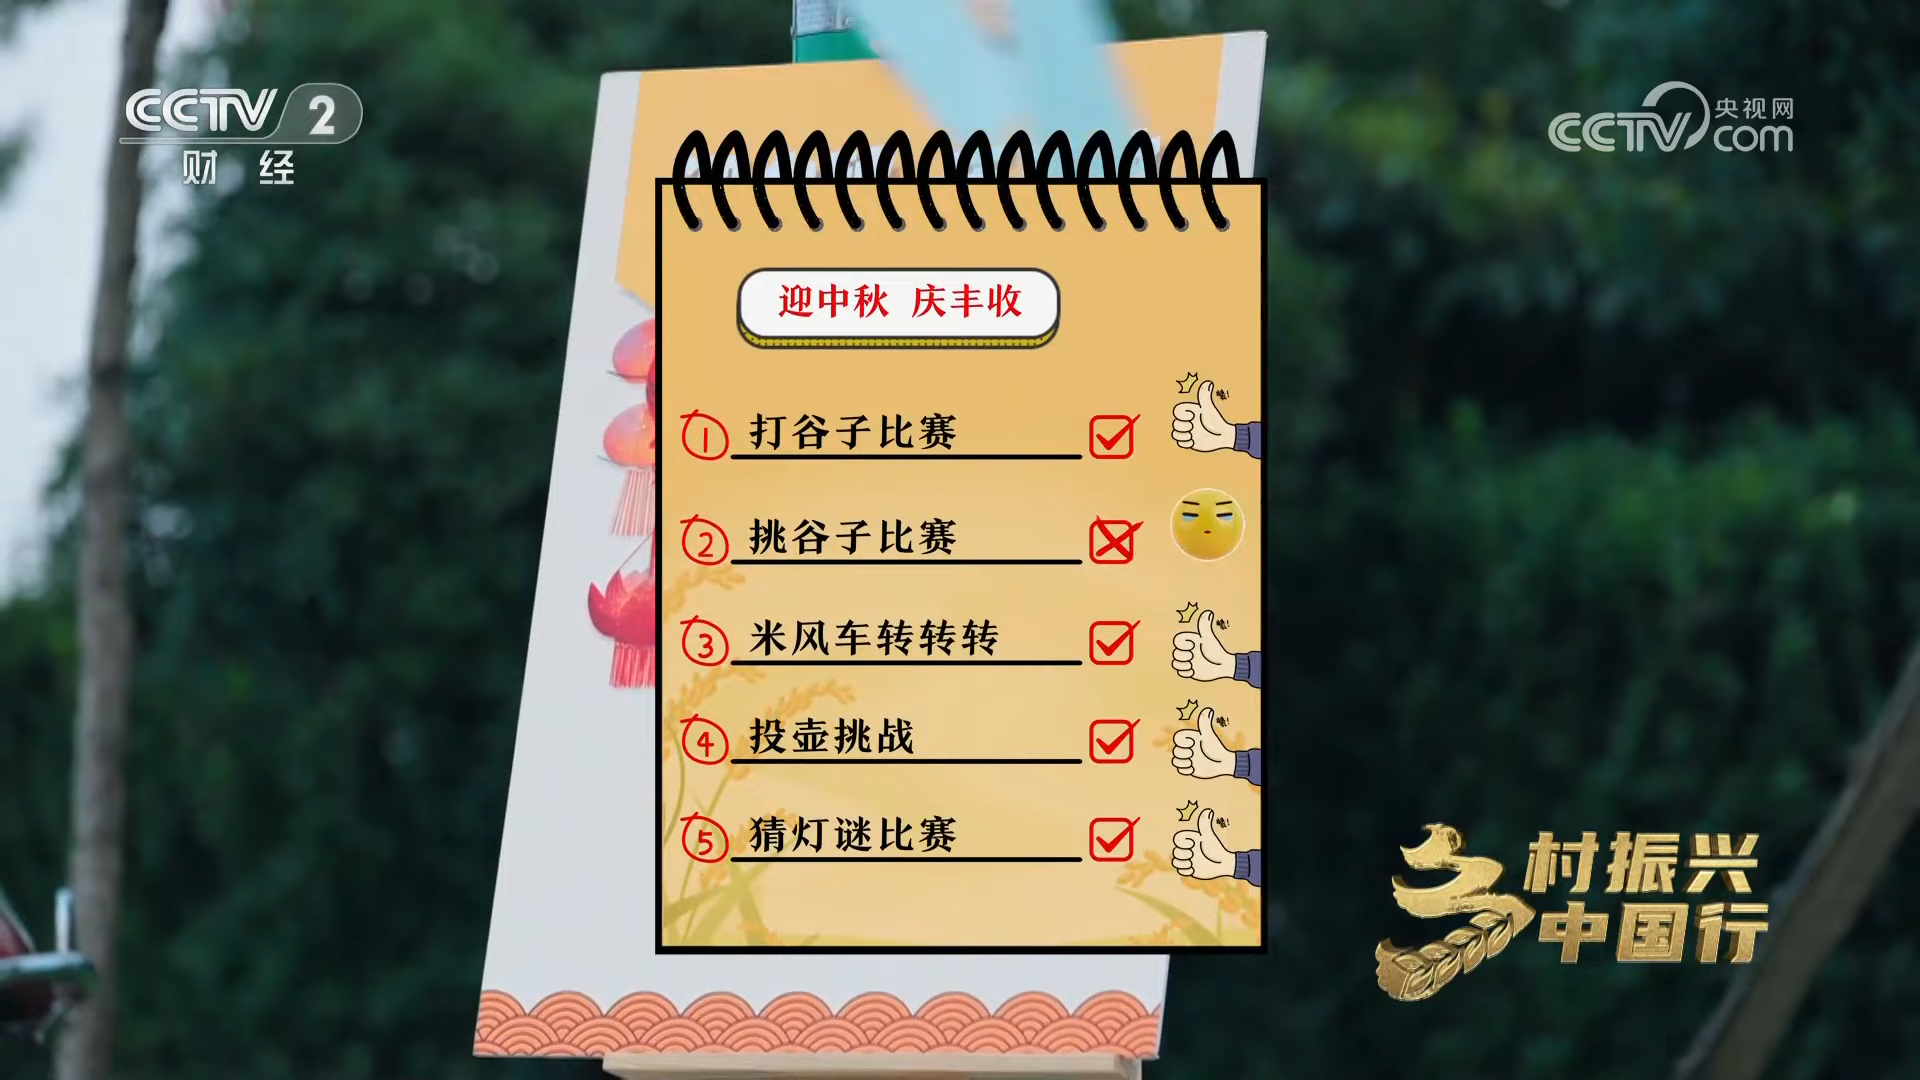 CCTV 2
财 经
央视网
CCTV.com
迎中秋 庆丰收
1 打谷子比赛
2 挑谷子比赛
3 米风车转转转
4 投壶挑战
5 猜灯谜比赛
乡村振兴
中国行